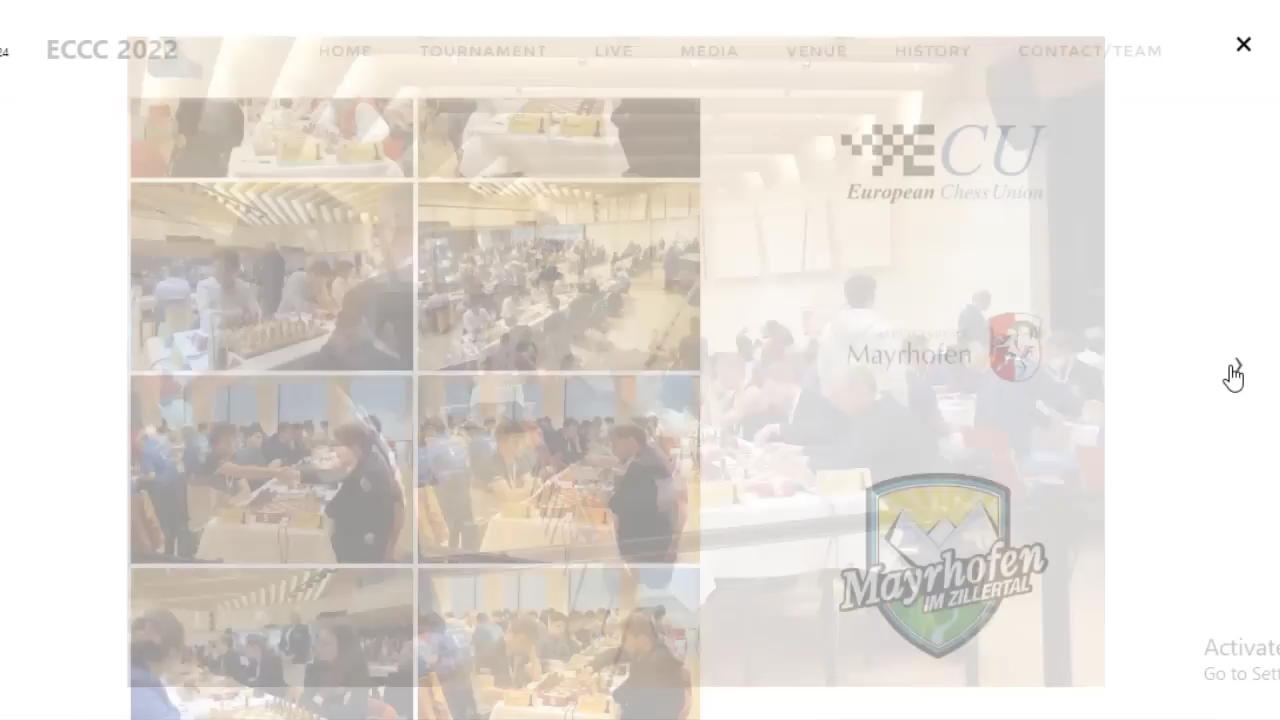 24
ECCC 2022
HOME TOURNAMENT LIVE MEDIA VENUE HISTORY CONTACT/TEAM
ECU
European Chess Union
Mayrhofen
Mayrhofen
IM ZILLERTAL
Activate
Go to Sett